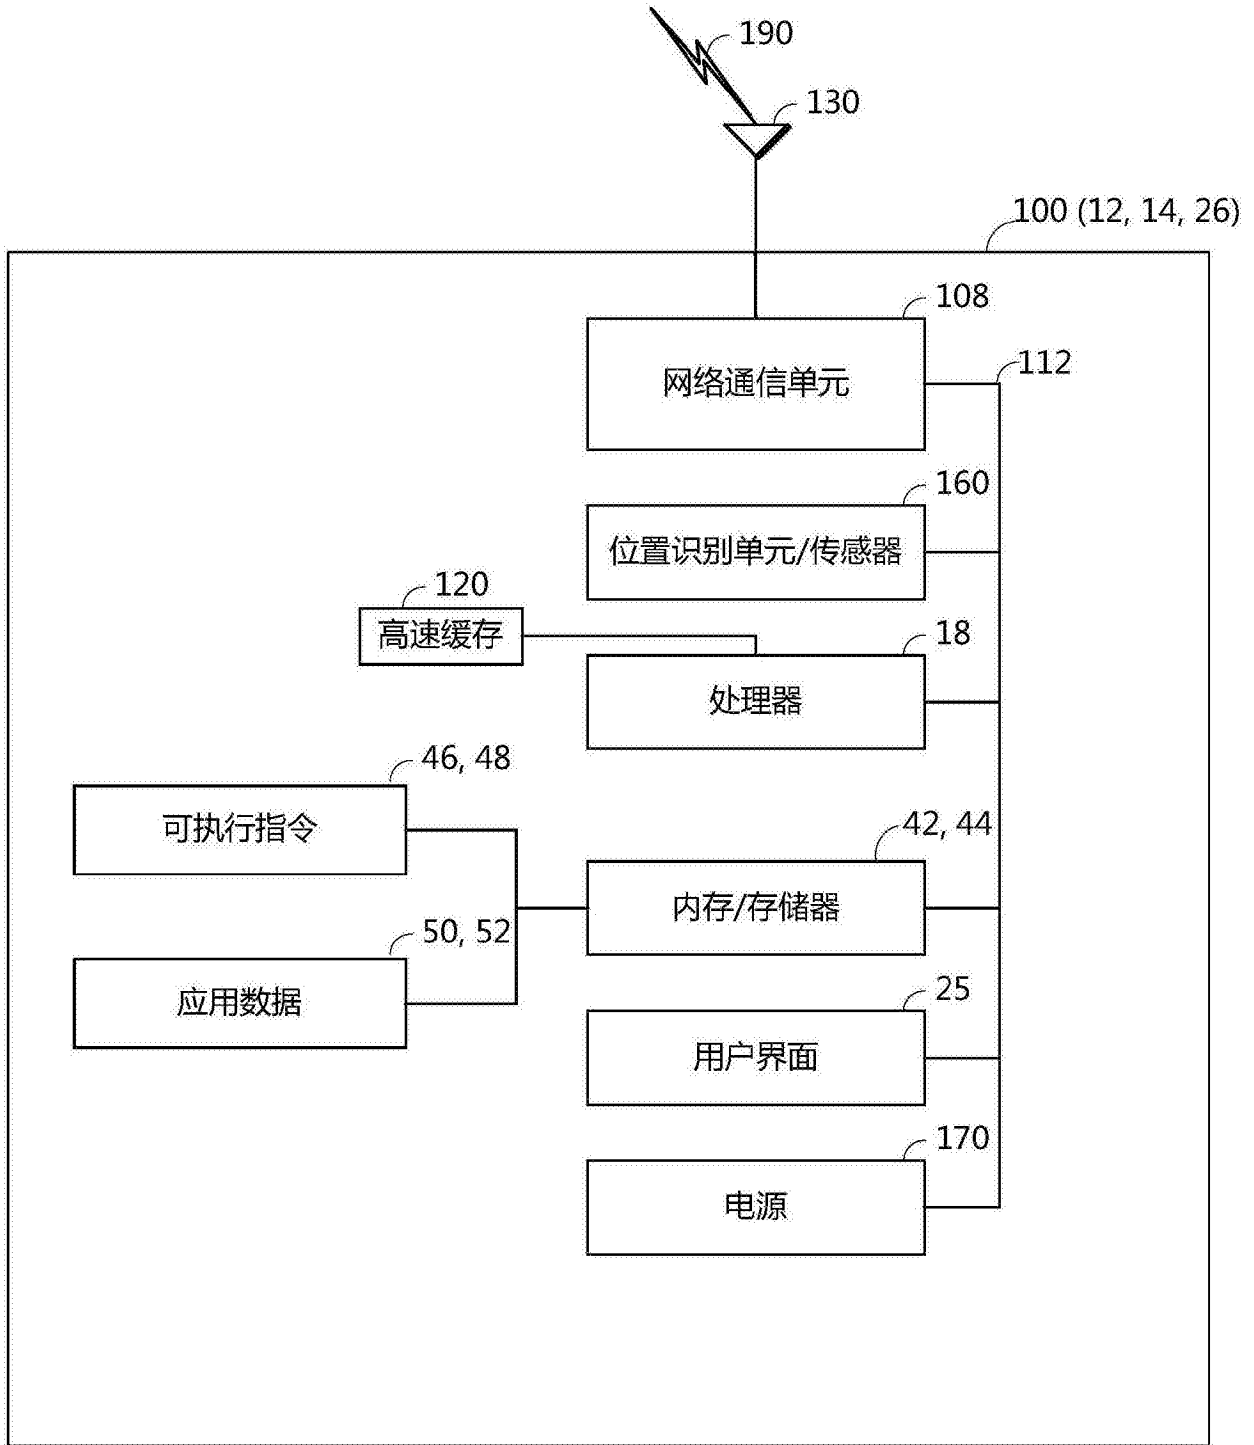 190
130
100 (12, 14, 26)
108
网络通信单元
112
160
位置识别单元/传感器
120
高速缓存
18
处理器
46, 48
可执行指令
42, 44
内存/存储器
50, 52
应用数据
25
用户界面
170
电源